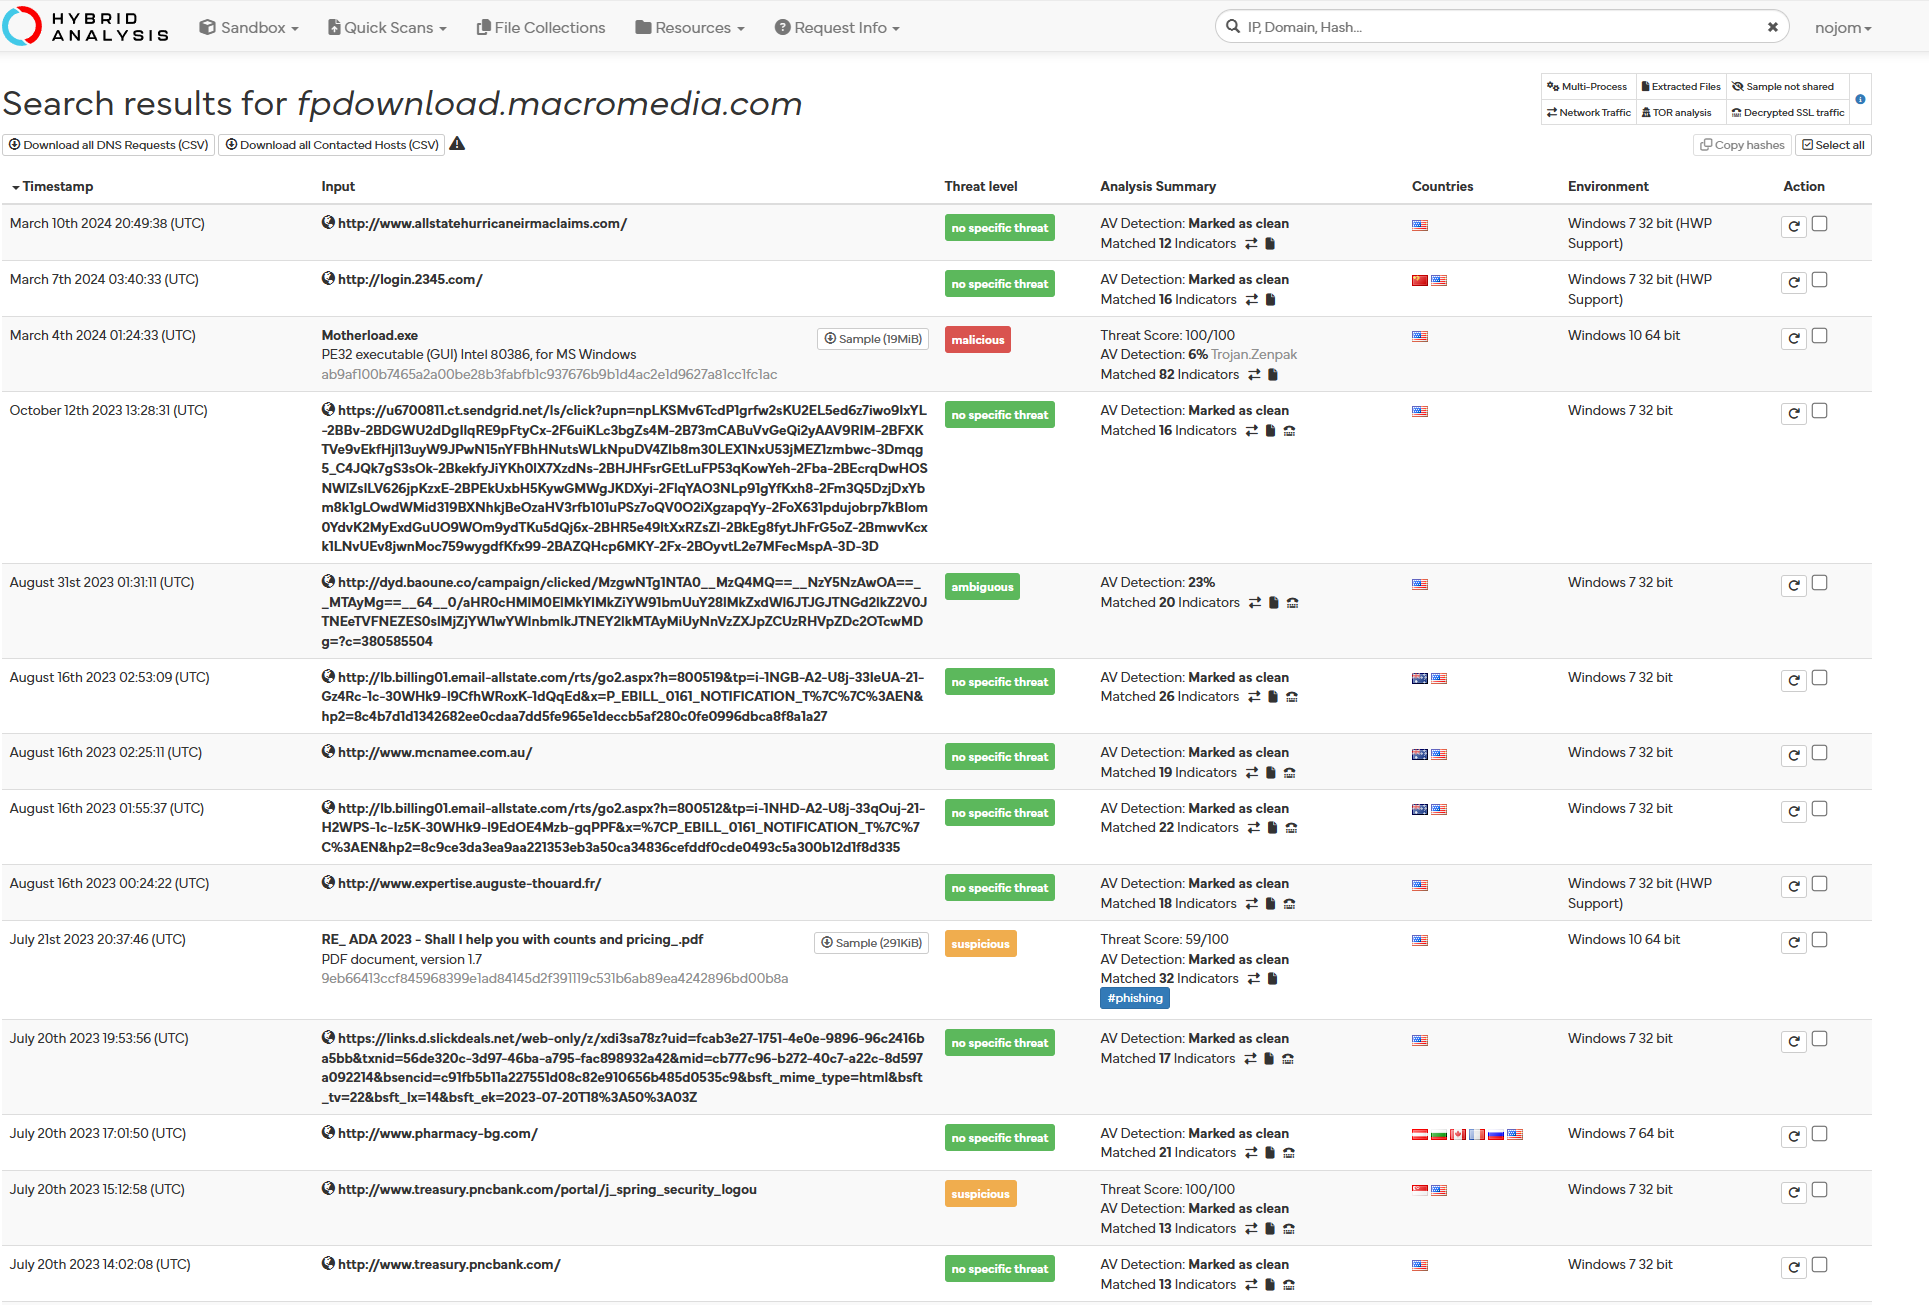 HYBRID
ANALYSIS
Sandbox
Quick Scans
File Collections
Resources
Request Info
IP, Domain, Hash...
nojom
Search results for fpdownload.macromedia.com
Multi-Process
Extracted Files
Sample not shared
Network Traffic
TOR analysis
Decrypted SSL traffic
Download all DNS Requests (CSV)
Download all Contacted Hosts (CSV)
Copy hashes
Select all
Timestamp Input Threat level Analysis Summary Countries Environment Action
March 10th 2024 20:49:38 (UTC)
http://www.allstatehurricaneirmaclaims.com/
no specific threat
AV Detection: Marked as clean
Matched 12 Indicators
Windows 7 32 bit (HWP
Support)
March 7th 2024 03:40:33 (UTC)
http://login.2345.com/
no specific threat
AV Detection: Marked as clean
Matched 16 Indicators
Windows 7 32 bit (HWP
Support)
March 4th 2024 01:24:33 (UTC)
Motherload.exe
PE32 executable (GUI) Intel 80386, for MS Windows
ab9af100b7465a2a00be28b3fabfb1c937676b9b1d4ac2e1d9627a81cc1fc1ac
Sample (19MiB)
malicious
Threat Score: 100/100
AV Detection: 6% Trojan.Zenpak
Matched 82 Indicators
Windows 10 64 bit
October 12th 2023 13:28:31 (UTC)
https://u6700811.ct.sendgrid.net/ls/click?upn=npLKSMv6TcdP1grfw2sKU2EL5ed6z7iwo9IxYL
-2BBv-2BDGWU2dDgIlqRE9pFtyCx-2F6uiKLc3bgZs4M-2B73mCABuVvGeQi2yAAV9RIM-2BFXK
TVe9vEkfHjI13uyW9JPwN15nYFBhHNutsWLkNpuDV4Zlb8m30LEX1NxU53jMEZ1zmbwc-3Dmqg
5_C4JQk7gS3sOk-2BkekfyJiYKh0IX7XzdNs-2BHJHFsrGEtLuFP53qKowYeh-2Fba-2BEcrqDwHOS
NWlZslLV626jpKzxE-2BPEkUxbH5KywGMWgJKDXyi-2FlqYAO3NLp91gYfKxh8-2Fm3Q5DzjDxYb
m8k1gLOwdWMid319BXNhkjBeOzaHV3rfb101uPSz7oQV0O2iXgzapqYy-2FoX631pdujobrp7kBIom
0YdvK2MyExdGuUO9WOm9ydTKu5dQj6x-2BHR5e49ItXxRZsZI-2BkEg8fytJhFrG5oZ-2BmwvKcx
k1LNvUEv8jwnMoc759wygdfKfx99-2BAZQHcp6MKY-2Fx-2BOyvtL2e7MFecMspA-3D-3D
no specific threat
AV Detection: Marked as clean
Matched 16 Indicators
Windows 7 32 bit
August 31st 2023 01:31:11 (UTC)
http://dyd.baoune.co/campaign/clicked/MzgwNTg1NTA0__MzQ4MQ==__NzY5NzAwOA==_
_MTAyMg==__64__0/aHR0cHMlM0ElMkYlMkZiYW91bmUuY28lMkZxdWl6JTJGJTNGd2lkZ2V0J
TNEeTVFNEZES0slMjZjYW1wYWlnbmlkJTNEY2lkMTAyMiUyNnVzZXJpZCUzRHVpZDc2OTcwMD
g=?c=380585504
ambiguous
AV Detection: 23%
Matched 20 Indicators
Windows 7 32 bit
August 16th 2023 02:53:09 (UTC)
http://lb.billing01.email-allstate.com/rts/go2.aspx?h=800519&tp=i-1NGB-A2-U8j-33IeUA-21-
Gz4Rc-1c-30WHk9-l9CfhWRoxK-1dQqEd&x=P_EBILL_0161_NOTIFICATION_T%7C%7C%3AEN&
hp2=8c4b7d1d1342682ee0cdaa7dd5fe965e1deccb5af280c0fe0996dbca8f8a1a27
no specific threat
AV Detection: Marked as clean
Matched 26 Indicators
Windows 7 32 bit
August 16th 2023 02:25:11 (UTC)
http://www.mcnamee.com.au/
no specific threat
AV Detection: Marked as clean
Matched 19 Indicators
Windows 7 32 bit
August 16th 2023 01:55:37 (UTC)
http://lb.billing01.email-allstate.com/rts/go2.aspx?h=800512&tp=i-1NHD-A2-U8j-33qOuj-21-
H2WPS-1c-Iz5K-30WHk9-l9EdOE4Mzb-gqPPF&x=%7CP_EBILL_0161_NOTIFICATION_T%7C%7
C%3AEN&hp2=8c9ce3da3ea9aa221353eb3a50ca34836cefddf0cde0493c5a300b12d1f8d335
no specific threat
AV Detection: Marked as clean
Matched 22 Indicators
Windows 7 32 bit
August 16th 2023 00:24:22 (UTC)
http://www.expertise.auguste-thouard.fr/
no specific threat
AV Detection: Marked as clean
Matched 18 Indicators
Windows 7 32 bit (HWP
Support)
July 21st 2023 20:37:46 (UTC)
RE_ ADA 2023 - Shall I help you with counts and pricing_.pdf
PDF document, version 1.7
9eb66413ccf845968399e1ad84145d2f391119c531b6ab89ea4242896bd00b8a
Sample (291KiB)
suspicious
Threat Score: 59/100
AV Detection: Marked as clean
Matched 32 Indicators
#phishing
Windows 10 64 bit
July 20th 2023 19:53:56 (UTC)
https://links.d.slickdeals.net/web-only/z/xdi3sa78z?uid=fcab3e27-1751-4e0e-9896-96c2416b
a5bb&txnid=56de320c-3d97-46ba-a795-fac898932a42&mid=cb777c96-b272-40c7-a22c-8d597
a092214&bsencid=c91fb5b11a227551d08c82e910656b485d0535c9&bsft_mime_type=html&bsft
_tv=22&bsft_lx=14&bsft_ek=2023-07-20T18%3A50%3A03Z
no specific threat
AV Detection: Marked as clean
Matched 17 Indicators
Windows 7 32 bit
July 20th 2023 17:01:50 (UTC)
http://www.pharmacy-bg.com/
no specific threat
AV Detection: Marked as clean
Matched 21 Indicators
Windows 7 64 bit
July 20th 2023 15:12:58 (UTC)
http://www.treasury.pncbank.com/portal/j_spring_security_logou
suspicious
Threat Score: 100/100
AV Detection: Marked as clean
Matched 13 Indicators
Windows 7 32 bit
July 20th 2023 14:02:08 (UTC)
http://www.treasury.pncbank.com/
no specific threat
AV Detection: Marked as clean
Matched 13 Indicators
Windows 7 32 bit